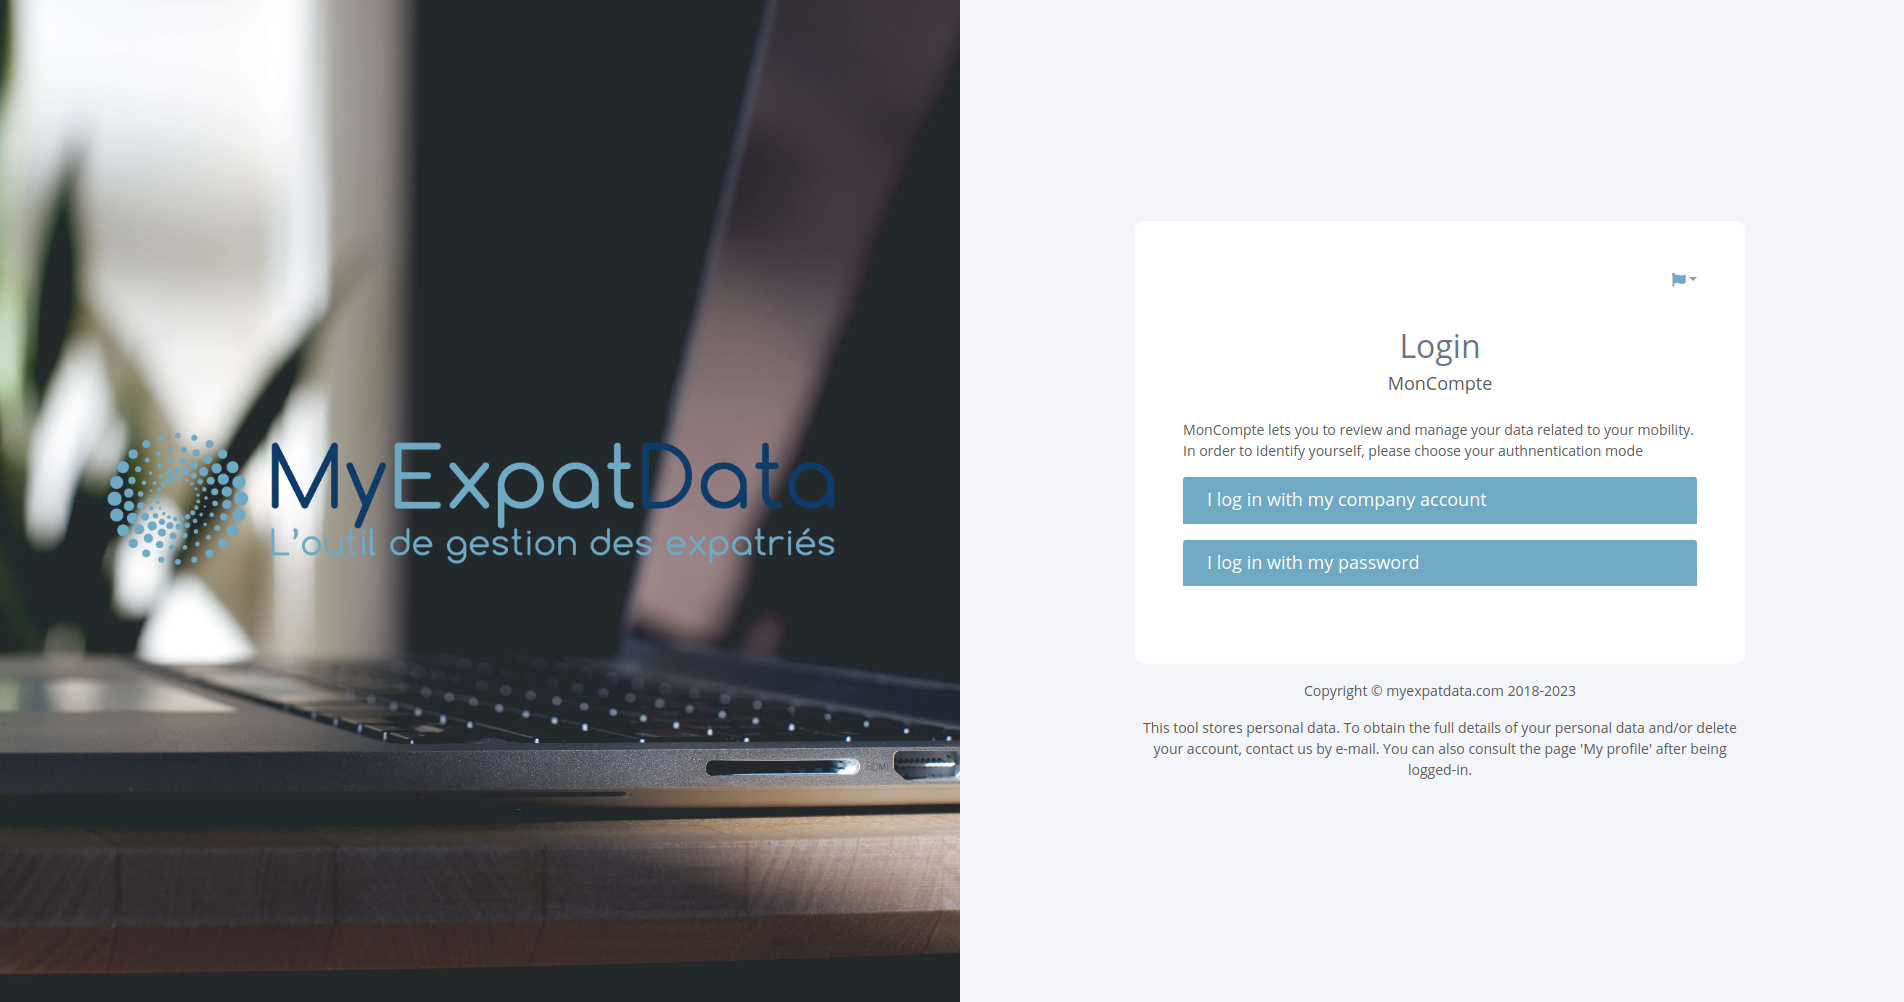 MyExpatData
L'outil de gestion des expatriés
HDMI
Login
MonCompte
MonCompte lets you to review and manage your data related to your mobility.
In order to identify yourself, please choose your authnentication mode
I log in with my company account
I log in with my password
Copyright © myexpatdata.com 2018-2023
This tool stores personal data. To obtain the full details of your personal data and/or delete
your account, contact us by e-mail. You can also consult the page 'My profile' after being
logged-in.